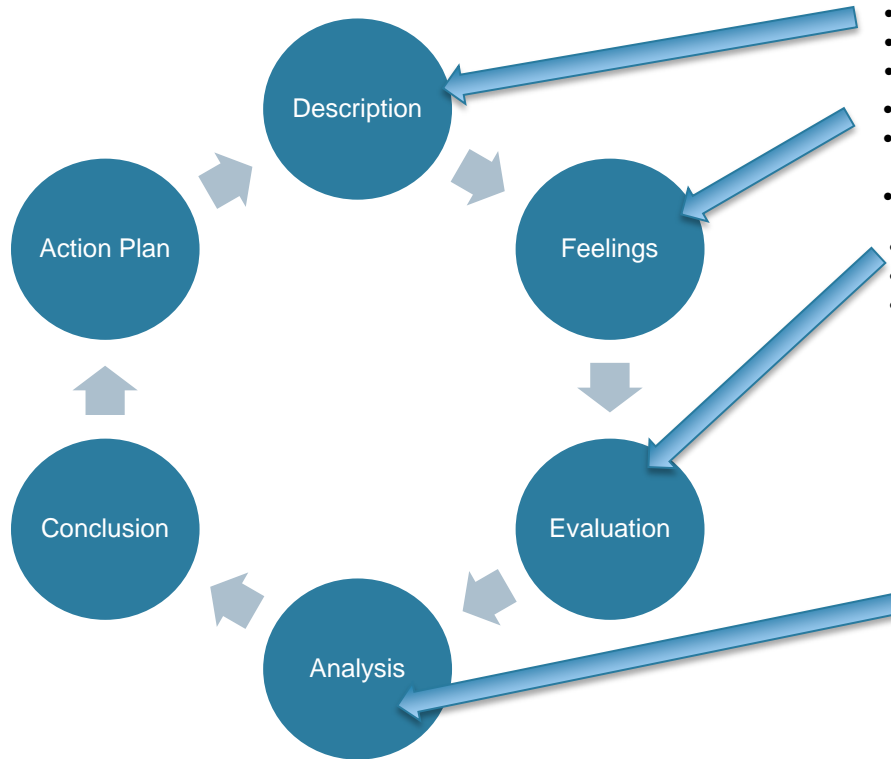 Description
Feelings
Evaluation
Analysis
Conclusion
Action Plan